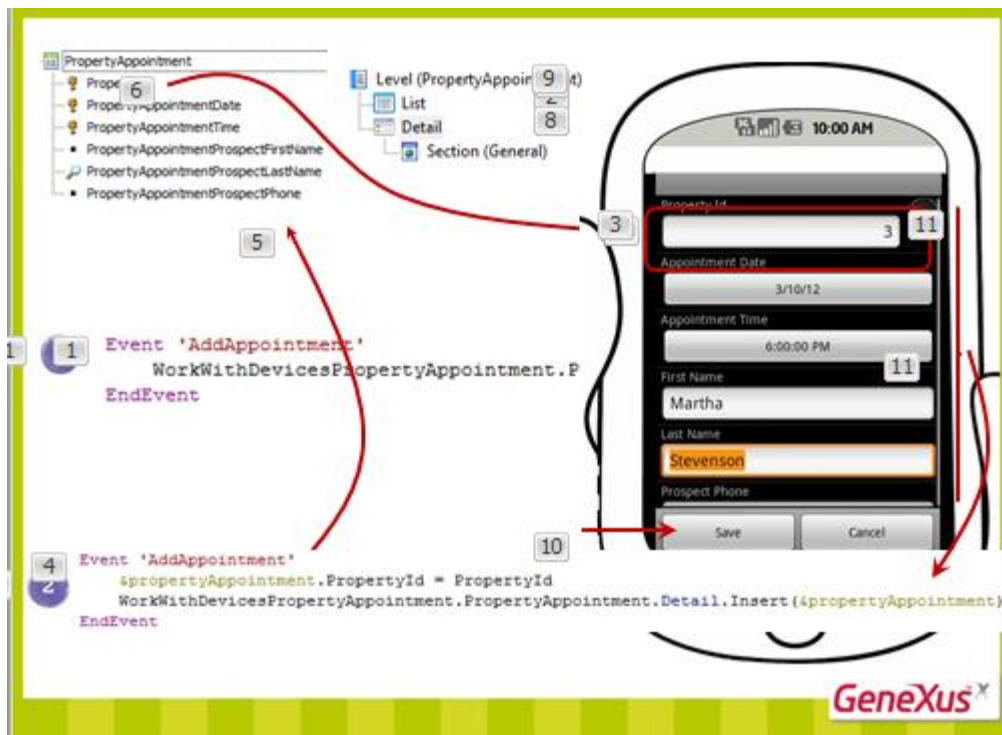 PropertyAppointment
Prope
6
PropertyAppointmentDate
PropertyAppointmentTime
PropertyAppointmentProspectFirstName
PropertyAppointmentProspectLastName
PropertyAppointmentProspectPhone
Level (PropertyAppoin 9 t)
List
Detail 8
Section (General)
10:00 AM
Property Id
3
3
11
Appointment Date
3/10/12
Appointment Time
6:00:00 PM
11
First Name
Martha
Last Name
Stevenson
Prospect Phone
Save
Cancel
5
1
1
Event 'AddAppointment'
WorkWithDevicesPropertyAppointment.P
EndEvent
10
4
2
Event 'AddAppointment'
&propertyAppointment.PropertyId = PropertyId
WorkWithDevicesPropertyAppointment.PropertyAppointment.Detail.Insert(&propertyAppointment)
EndEvent
GeneXus X